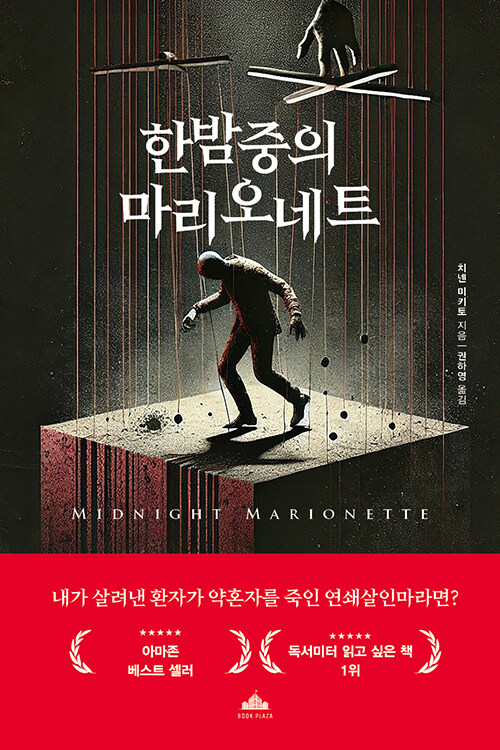 한밤중의
마리오네트
치넨 미키토 지음 | 권하영 옮김
MIDNIGHT MARIONETTE
내가 살려낸 환자가 약혼자를 죽인 연쇄살인마라면?
★★★★★
아마존
베스트 셀러
★★★★★
독서미터 읽고 싶은 책
1위
BOOK PLAZA